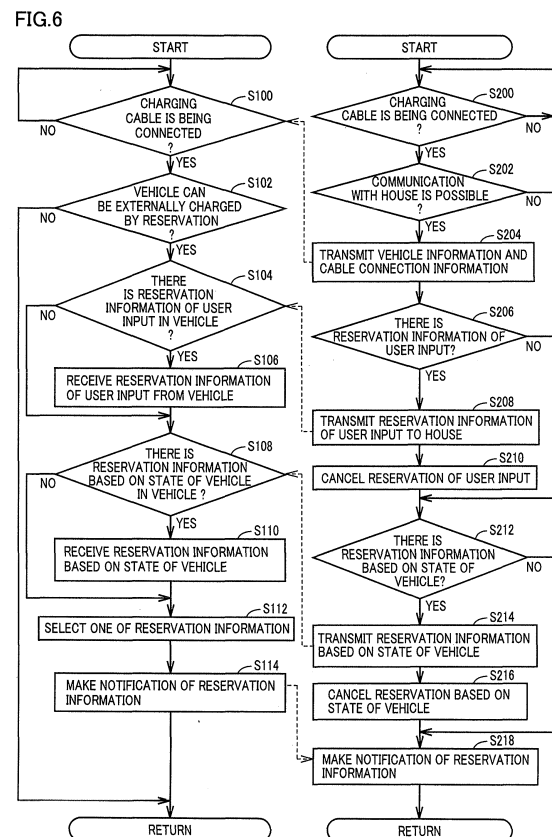 FIG.6
START
S100
CHARGING
CABLE IS BEING
CONNECTED
?
NO
YES
S102
VEHICLE CAN
BE EXTERNALLY CHARGED
BY RESERVATION
?
NO
YES
S104
THERE
IS RESERVATION
INFORMATION OF USER
INPUT IN VEHICLE
?
NO
YES
S106
RECEIVE RESERVATION INFORMATION
OF USER INPUT FROM VEHICLE
S108
THERE IS
RESERVATION INFORMATION
BASED ON STATE OF VEHICLE
IN VEHICLE ?
NO
YES
S110
RECEIVE RESERVATION INFORMATION
BASED ON STATE OF VEHICLE
S112
SELECT ONE OF RESERVATION INFORMATION
S114
MAKE NOTIFICATION OF RESERVATION
INFORMATION
RETURN
START
S200
CHARGING
CABLE IS BEING CONNECTED
?
NO
YES
S202
COMMUNICATION
WITH HOUSE IS POSSIBLE
?
NO
YES
S204
TRANSMIT VEHICLE INFORMATION AND
CABLE CONNECTION INFORMATION
S206
THERE IS
RESERVATION INFORMATION OF
USER INPUT?
NO
YES
S208
TRANSMIT RESERVATION INFORMATION
OF USER INPUT TO HOUSE
S210
CANCEL RESERVATION OF USER INPUT
S212
THERE IS
RESERVATION INFORMATION
BASED ON STATE OF
VEHICLE?
NO
YES
S214
TRANSMIT RESERVATION INFORMATION
BASED ON STATE OF VEHICLE
S216
CANCEL RESERVATION BASED ON
STATE OF VEHICLE
S218
MAKE NOTIFICATION OF RESERVATION
INFORMATION
RETURN